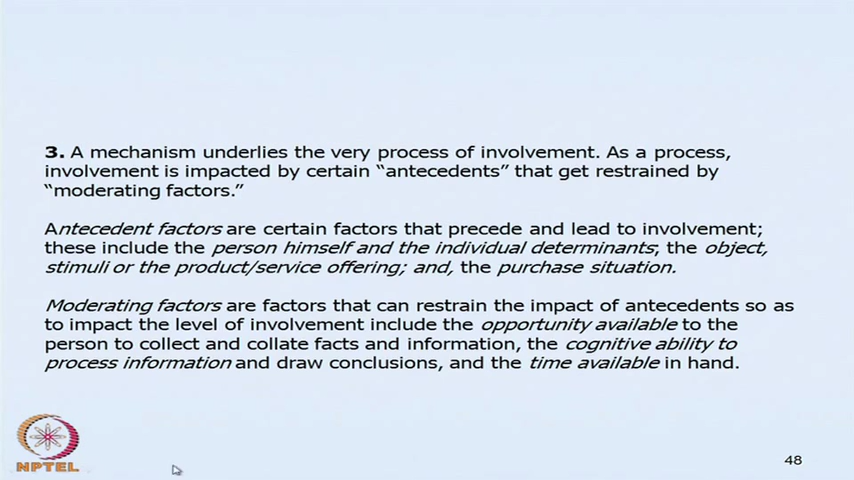 3. A mechanism underlies the very process of involvement. As a process,
involvement is impacted by certain “antecedents” that get restrained by
“moderating factors.”
Antecedent factors are certain factors that precede and lead to involvement;
these include the person himself and the individual determinants; the object,
stimuli or the product/service offering; and, the purchase situation.
Moderating factors are factors that can restrain the impact of antecedents so as
to impact the level of involvement include the opportunity available to the
person to collect and collate facts and information, the cognitive ability to
process information and draw conclusions, and the time available in hand.
NPTEL
48